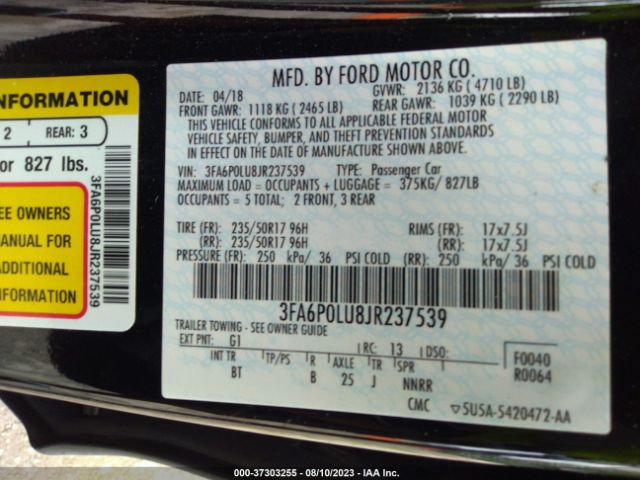 NFORMATION
2 REAR: 3
or 827 lbs.
EE OWNERS
ANUAL FOR
ADDITIONAL
NFORMATION
3FA6P0LU8JR237539
MFD. BY FORD MOTOR CO.
DATE: 04/18 GVWR: 2136 KG ( 4710 LB)
FRONT GAWR: 1118 KG ( 2465 LB) REAR GAWR: 1039 KG ( 2290 LB)
THIS VEHICLE CONFORMS TO ALL APPLICABLE FEDERAL MOTOR
VEHICLE SAFETY, BUMPER, AND THEFT PREVENTION STANDARDS
IN EFFECT ON THE DATE OF MANUFACTURE SHOWN ABOVE.
VIN: 3FA6P0LU8JR237539 TYPE: Passenger Car
MAXIMUM LOAD = OCCUPANTS + LUGGAGE = 375KG/ 827LB
OCCUPANTS = 5 TOTAL; 2 FRONT, 3 REAR
TIRE (FR): 235/50R17 96H RIMS (FR): 17x7.5J
(RR): 235/50R17 96H (RR): 17x7.5J
PRESSURE (FR): 250 kPa/ 36 PSI COLD (RR): 250 kPa/ 36 PSI COLD
3FA6P0LU8JR237539
TRAILER TOWING - SEE OWNER GUIDE
EXT PNT: G1 RC: 13 DSO: F0040
INT TR TP/PS R AXLE TR SPR R0064
BT B 25 J NNRR
CMC ▽5U5A-5420472-AA
000-37303255 - 08/10/2023 - IAA Inc.